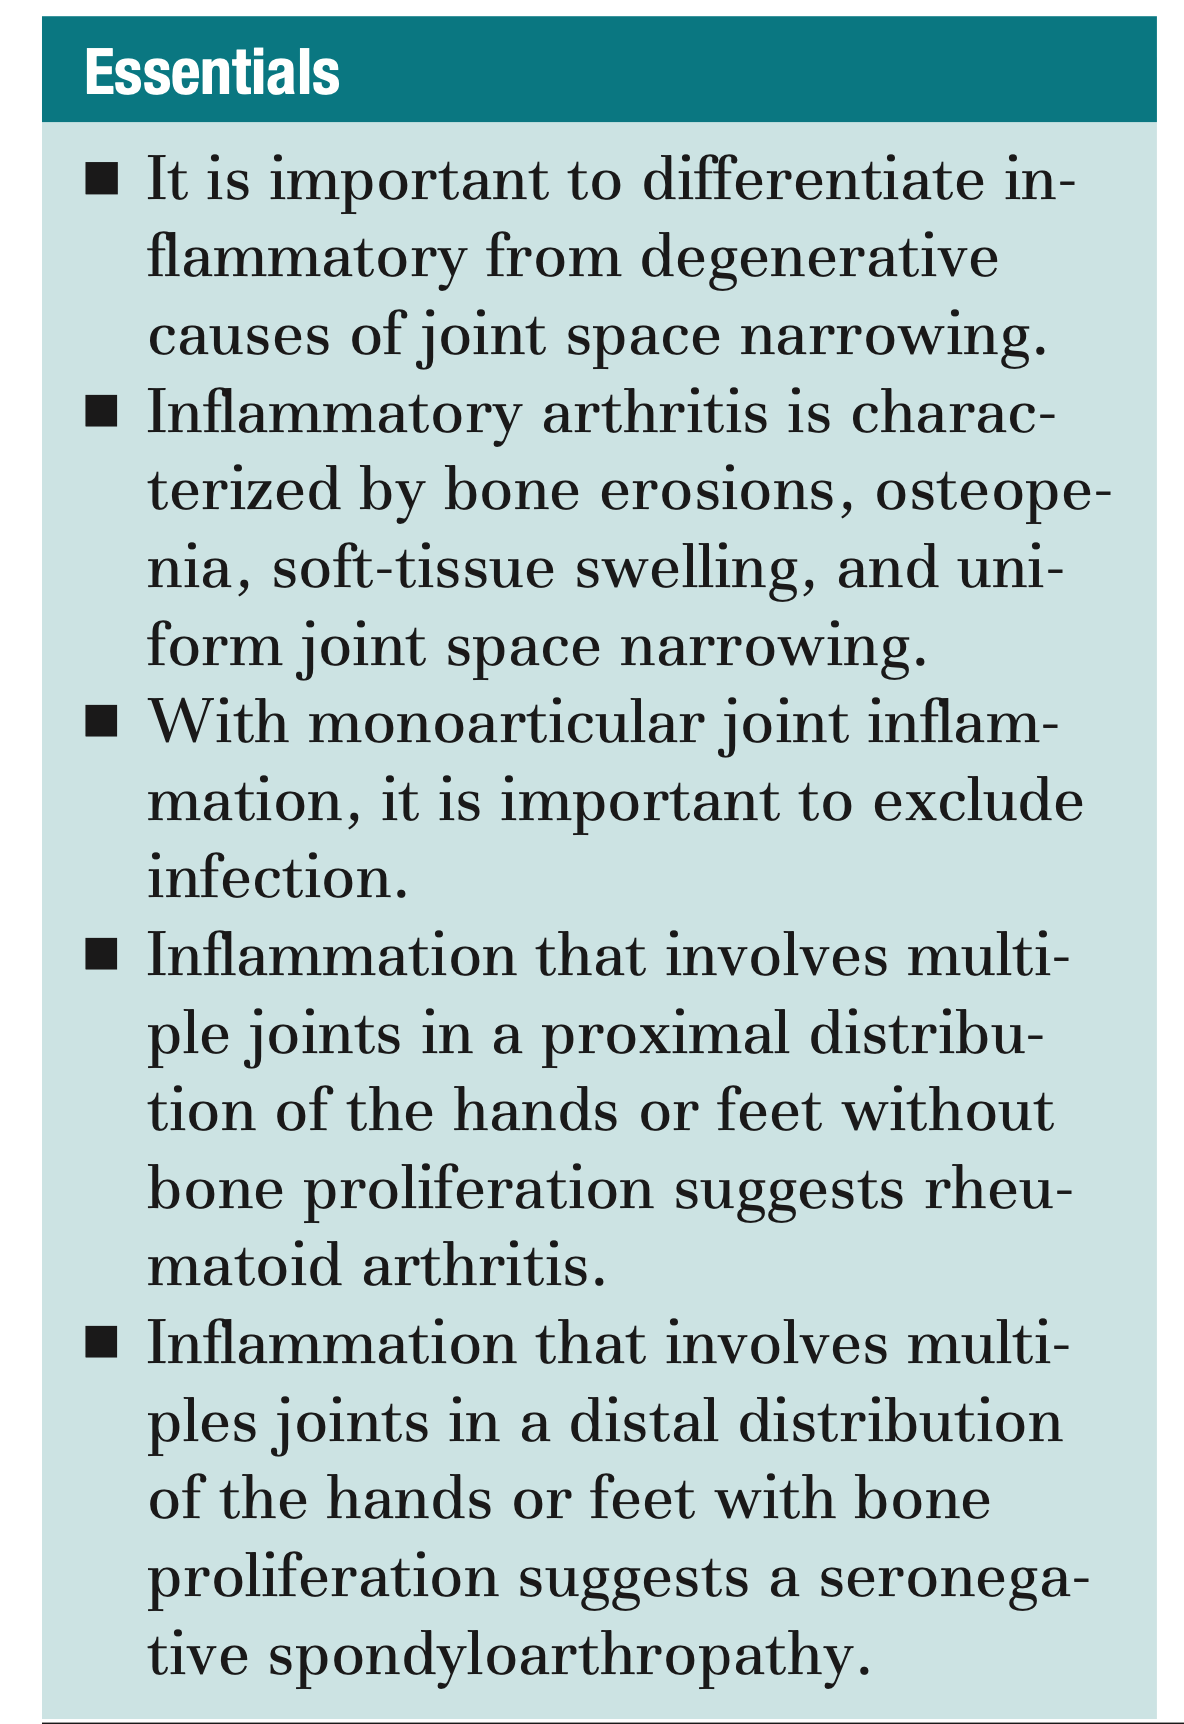 Essentials
■ It is important to differentiate in-
flammatory from degenerative
causes of joint space narrowing.
■ Inflammatory arthritis is charac-
terized by bone erosions, osteope-
nia, soft-tissue swelling, and uni-
form joint space narrowing.
■ With monoarticular joint inflam-
mation, it is important to exclude
infection.
■ Inflammation that involves multi-
ple joints in a proximal distribu-
tion of the hands or feet without
bone proliferation suggests rheu-
matoid arthritis.
■ Inflammation that involves multi-
ples joints in a distal distribution
of the hands or feet with bone
proliferation suggests a seronega-
tive spondyloarthropathy.